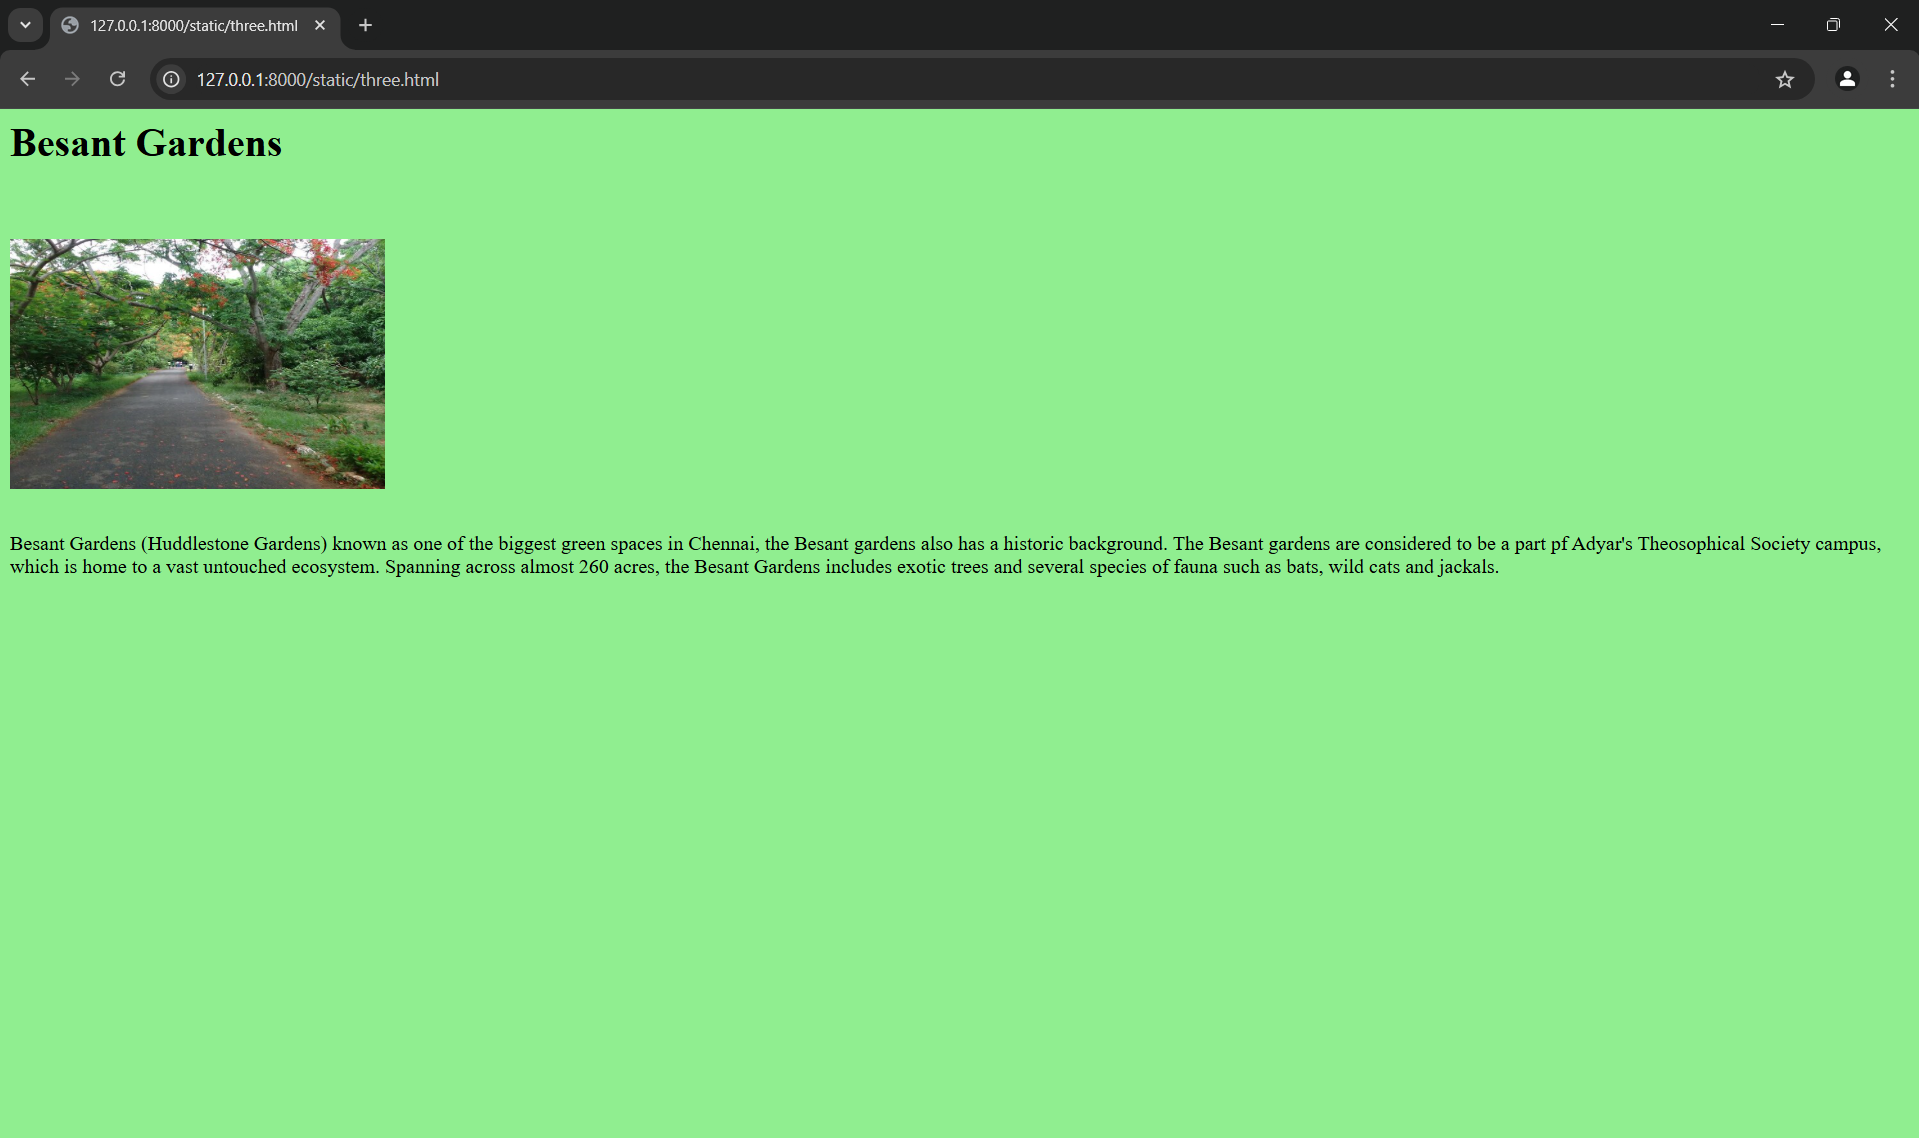 127.0.0.1:8000/static/three.html
127.0.0.1:8000/static/three.html
Besant Gardens
Besant Gardens (Huddlestone Gardens) known as one of the biggest green spaces in Chennai, the Besant gardens also has a historic background. The Besant gardens are considered to be a part pf Adyar's Theosophical Society campus,
which is home to a vast untouched ecosystem. Spanning across almost 260 acres, the Besant Gardens includes exotic trees and several species of fauna such as bats, wild cats and jackals.